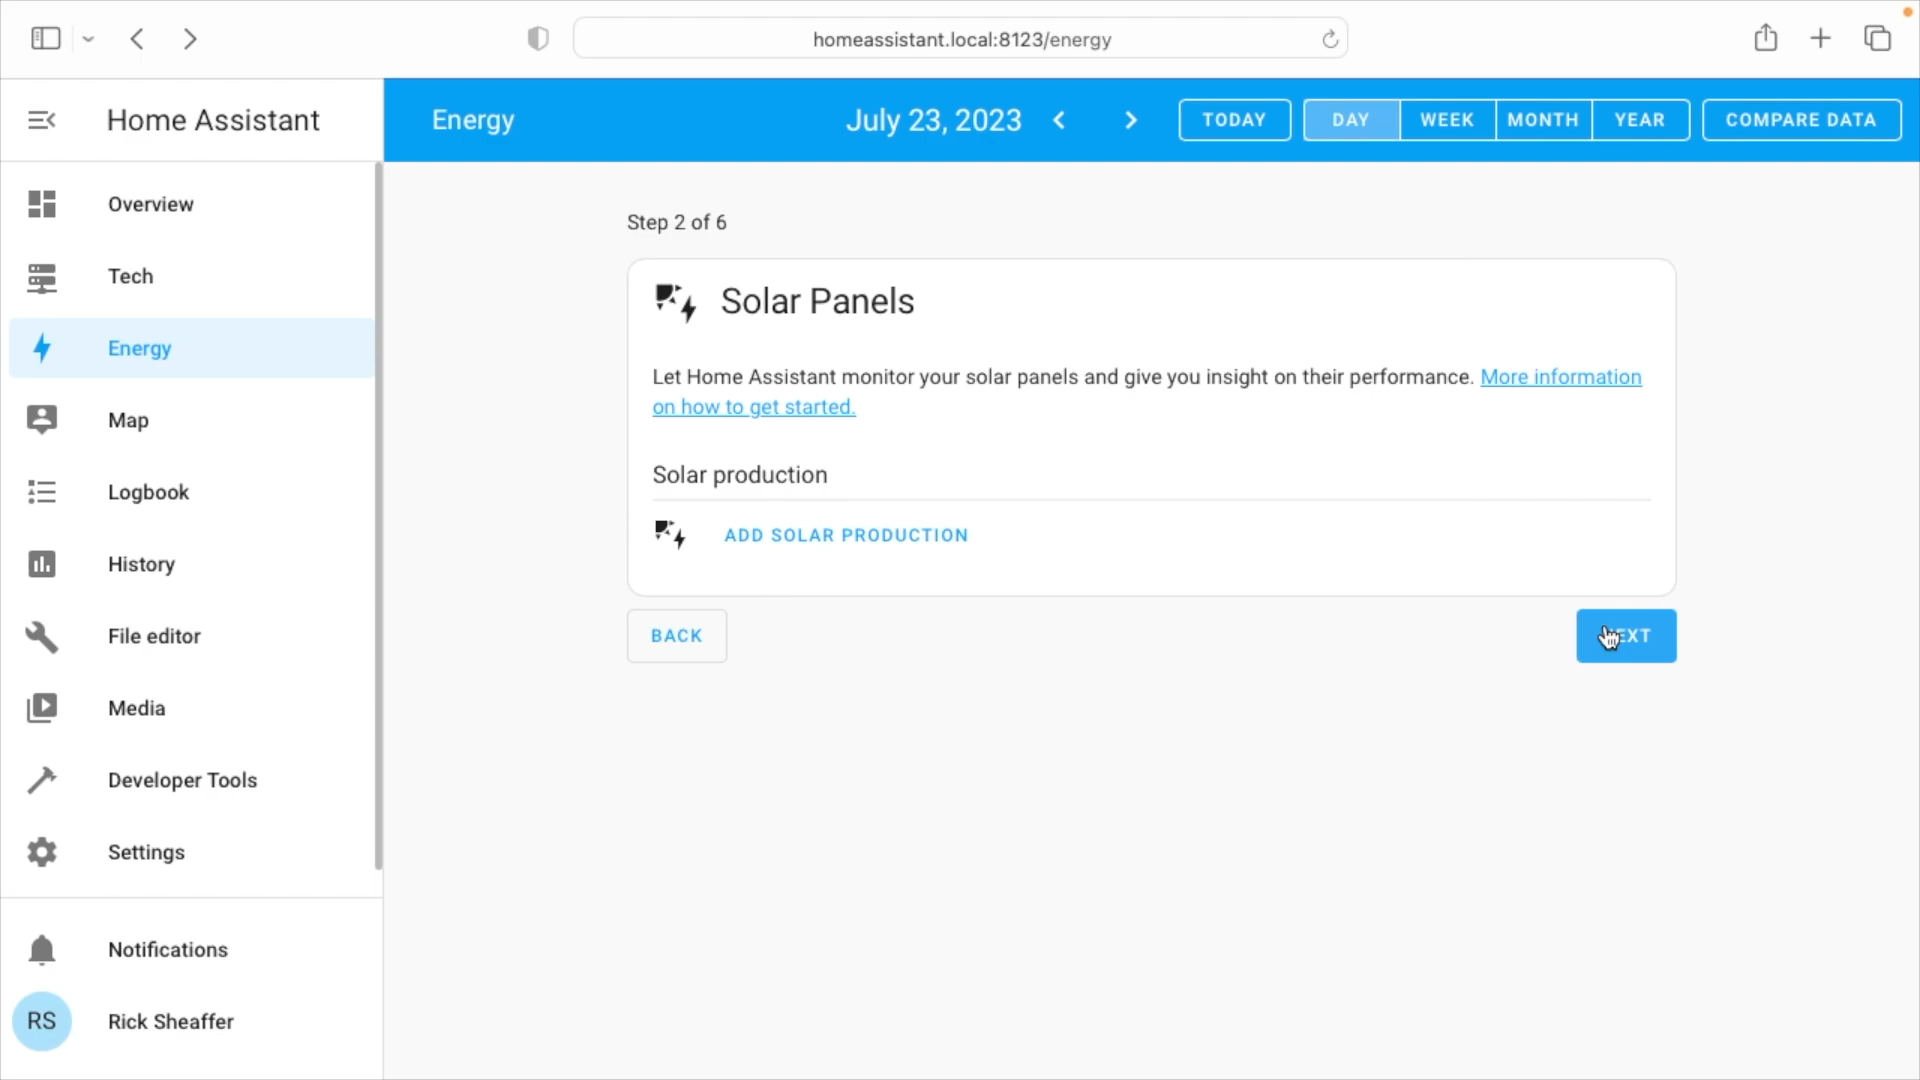 homeassistant.local:8123/energy
Home Assistant
Energy
July 23, 2023
TODAY
DAY
WEEK
MONTH
YEAR
COMPARE DATA
Overview
Tech
Energy
Map
Logbook
History
File editor
Media
Developer Tools
Settings
Notifications
RS
Rick Sheaffer
Step 2 of 6
Solar Panels
Let Home Assistant monitor your solar panels and give you insight on their performance. More information
on how to get started.
Solar production
ADD SOLAR PRODUCTION
BACK